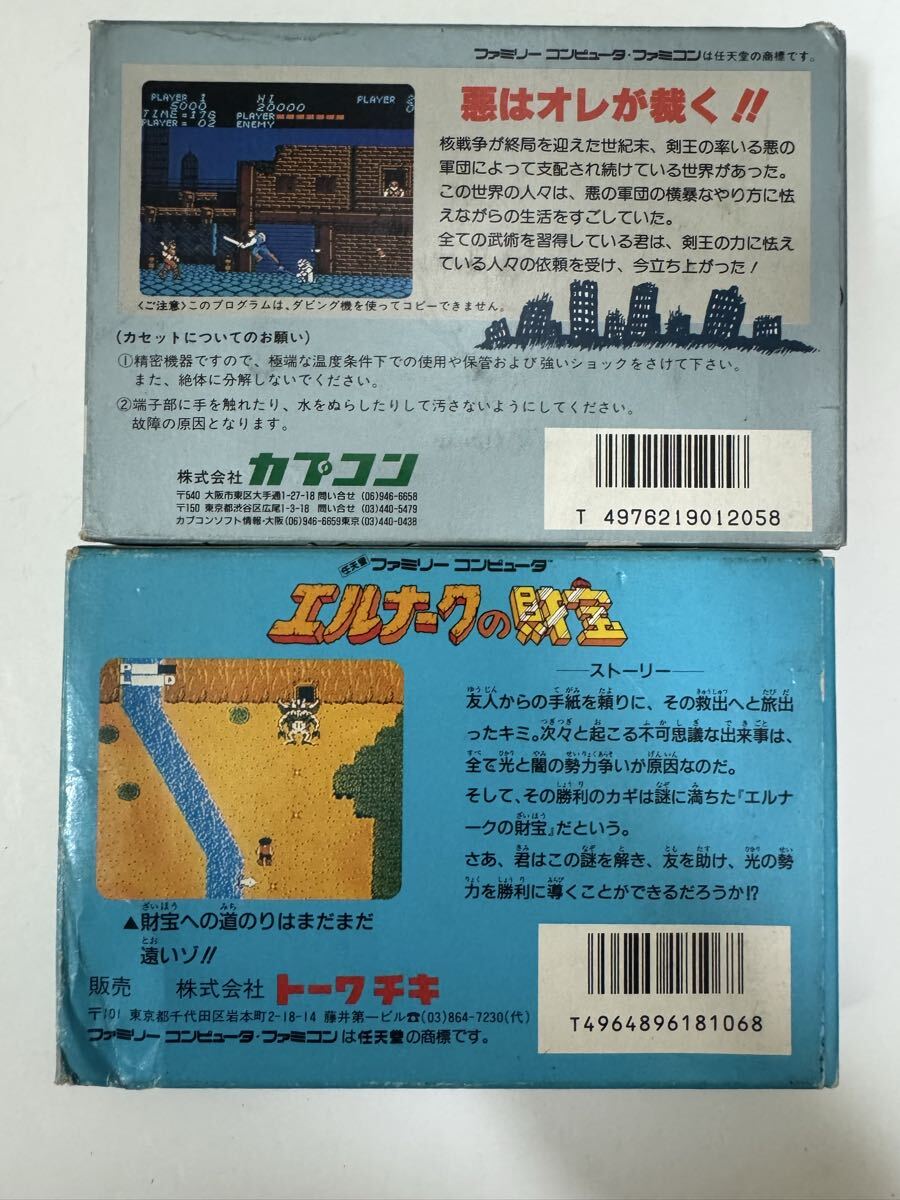 ファミリー コンピュータ・ファミコンは任天堂の商標です。
PLAYER 1 HI PLAYER 2
5000 20000 0
TIME=176 PLAYER
PLAYER= 02 ENEMY
悪はオレが裁く!!
核戦争が終局を迎えた世紀末、剣王の率いる悪の
軍団によって支配され続けている世界があった。
この世界の人々は、悪の軍団の横暴なやり方に怯
えながらの生活をすごしていた。
全ての武術を習得している君は、剣王の力に怯え
ている人々の依頼を受け、今立ち上がった!
〈ご注意〉このプログラムは、ダビング機を使ってコピーできません。
(カセットについてのお願い)
①精密機器ですので、極端な温度条件下での使用や保管および強いショックをさけて下さい。
また、絶体に分解しないでください。
②端子部に手を触れたり、水をぬらしたりして汚さないようにしてください。
故障の原因となります。
株式会社 カプコン
〒540 大阪市東区大手通1-27-18 問い合せ (06)946-6658
〒150 東京都渋谷区広尾1-3-18 問い合せ (03)440-5479
カプコンソフト情報・大阪(06)946-6659東京(03)440-0438
T 4976219012058
任天堂 ファミリー コンピュータ™
エルナークの財宝
ストーリー
友人からの手紙を頼りに、その救出へと旅出
ったキミ。次々と起こる不可思議な出来事は、
全て光と闇の勢力争いが原因なのだ。
そして、その勝利のカギは謎に満ちた『エルナ
ークの財宝』だという。
さあ、君はこの謎を解き、友を助け、光の勢
力を勝利に導くことができるだろうか!?
▲財宝への道のりはまだまだ
遠いゾ!!
販売 株式会社 トーワチキ
〒101 東京都千代田区岩本町2-18-14 藤井第一ビル☎(03)864-7230(代)
ファミリー コンピュータ・ファミコンは任天堂の商標です。
T4964896181068